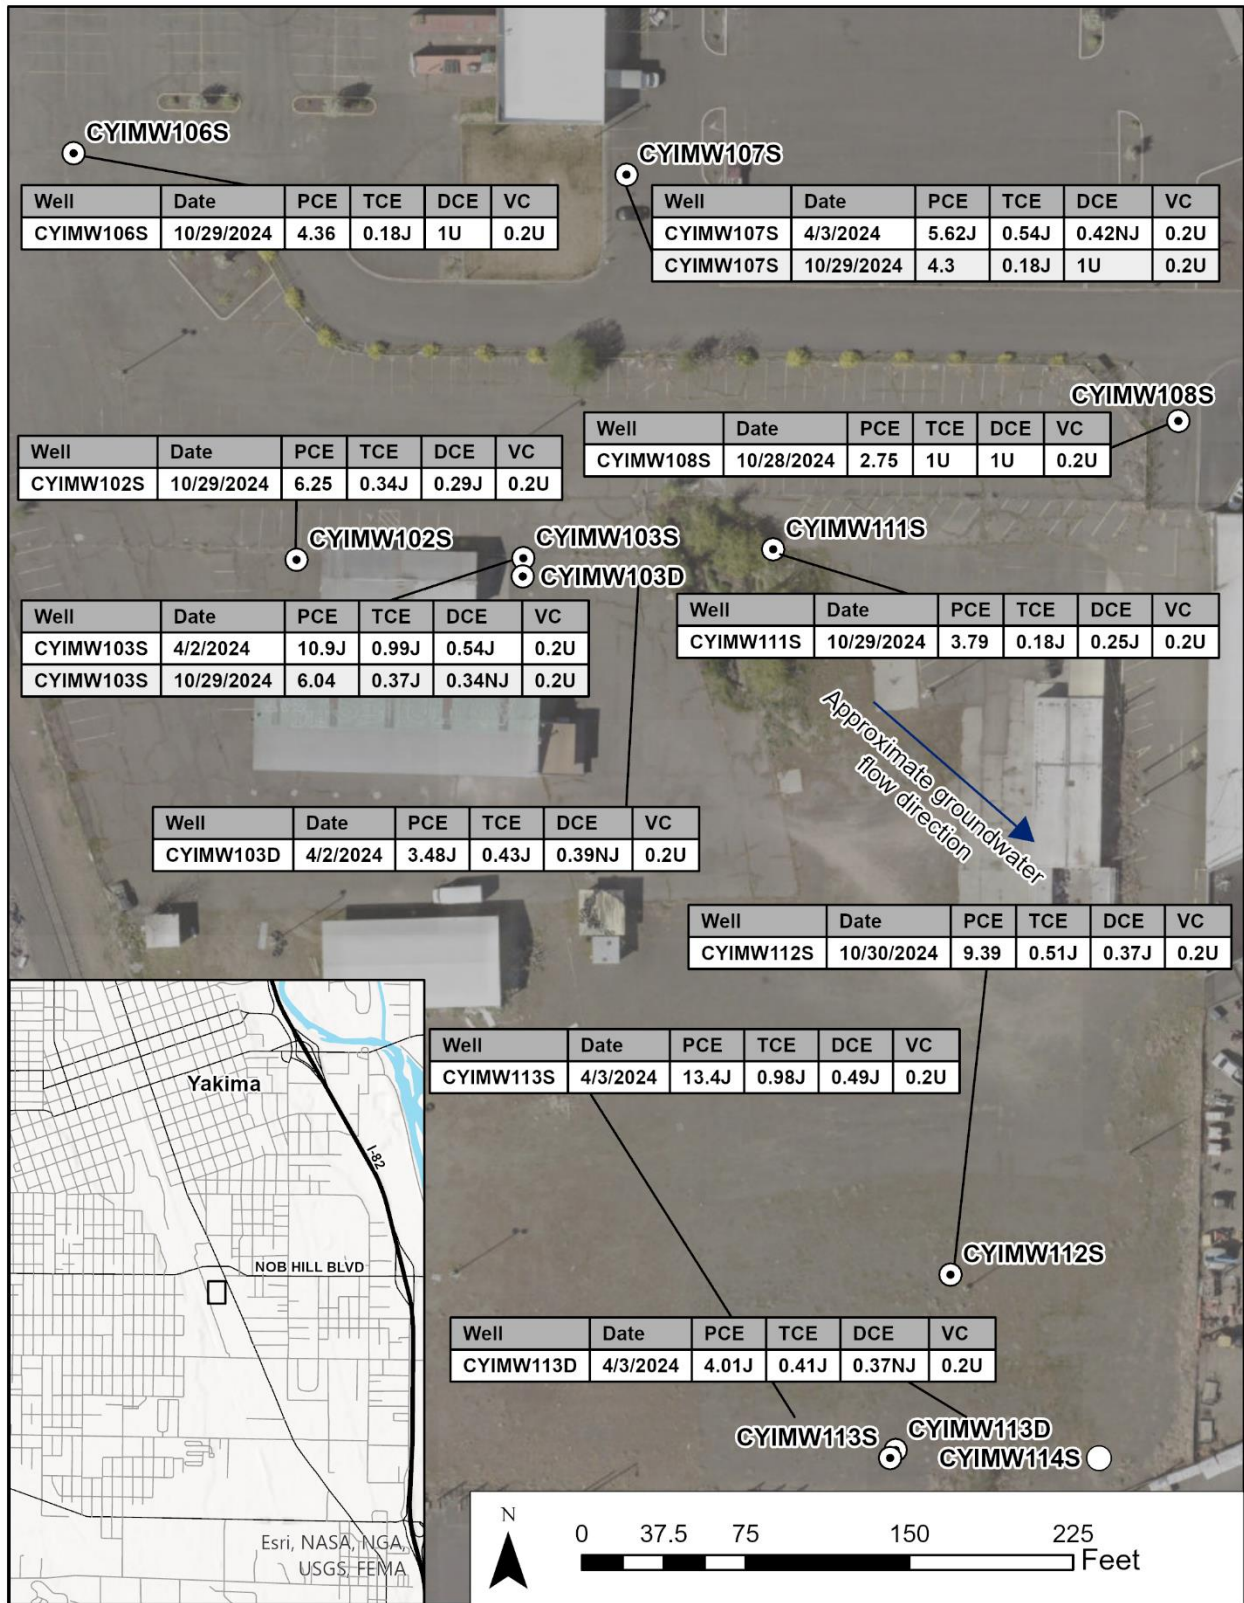 CYIMW106S
Well Date PCE TCE DCE VC
CYIMW106S 10/29/2024 4.36 0.18J 1U 0.2U
CYIMW107S
Well Date PCE TCE DCE VC
CYIMW107S 4/3/2024 5.62J 0.54J 0.42NJ 0.2U
CYIMW107S 10/29/2024 4.3 0.18J 1U 0.2U
CYIMW108S
Well Date PCE TCE DCE VC
CYIMW108S 10/28/2024 2.75 1U 1U 0.2U
Well Date PCE TCE DCE VC
CYIMW102S 10/29/2024 6.25 0.34J 0.29J 0.2U
CYIMW102S
CYIMW103S
CYIMW103D
CYIMW111S
Well Date PCE TCE DCE VC
CYIMW103S 4/2/2024 10.9J 0.99J 0.54J 0.2U
CYIMW103S 10/29/2024 6.04 0.37J 0.34NJ 0.2U
Well Date PCE TCE DCE VC
CYIMW111S 10/29/2024 3.79 0.18J 0.25J 0.2U
Approximate groundwater
flow direction
Well Date PCE TCE DCE VC
CYIMW103D 4/2/2024 3.48J 0.43J 0.39NJ 0.2U
Well Date PCE TCE DCE VC
CYIMW112S 10/30/2024 9.39 0.51J 0.37J 0.2U
Well Date PCE TCE DCE VC
CYIMW113S 4/3/2024 13.4J 0.98J 0.49J 0.2U
CYIMW112S
Well Date PCE TCE DCE VC
CYIMW113D 4/3/2024 4.01J 0.41J 0.37NJ 0.2U
CYIMW113S
CYIMW113D
CYIMW114S
Yakima
I-82
NOB HILL BLVD
Esri, NASA, NGA,
USGS, FEMA
N
0 37.5 75 150 225
Feet